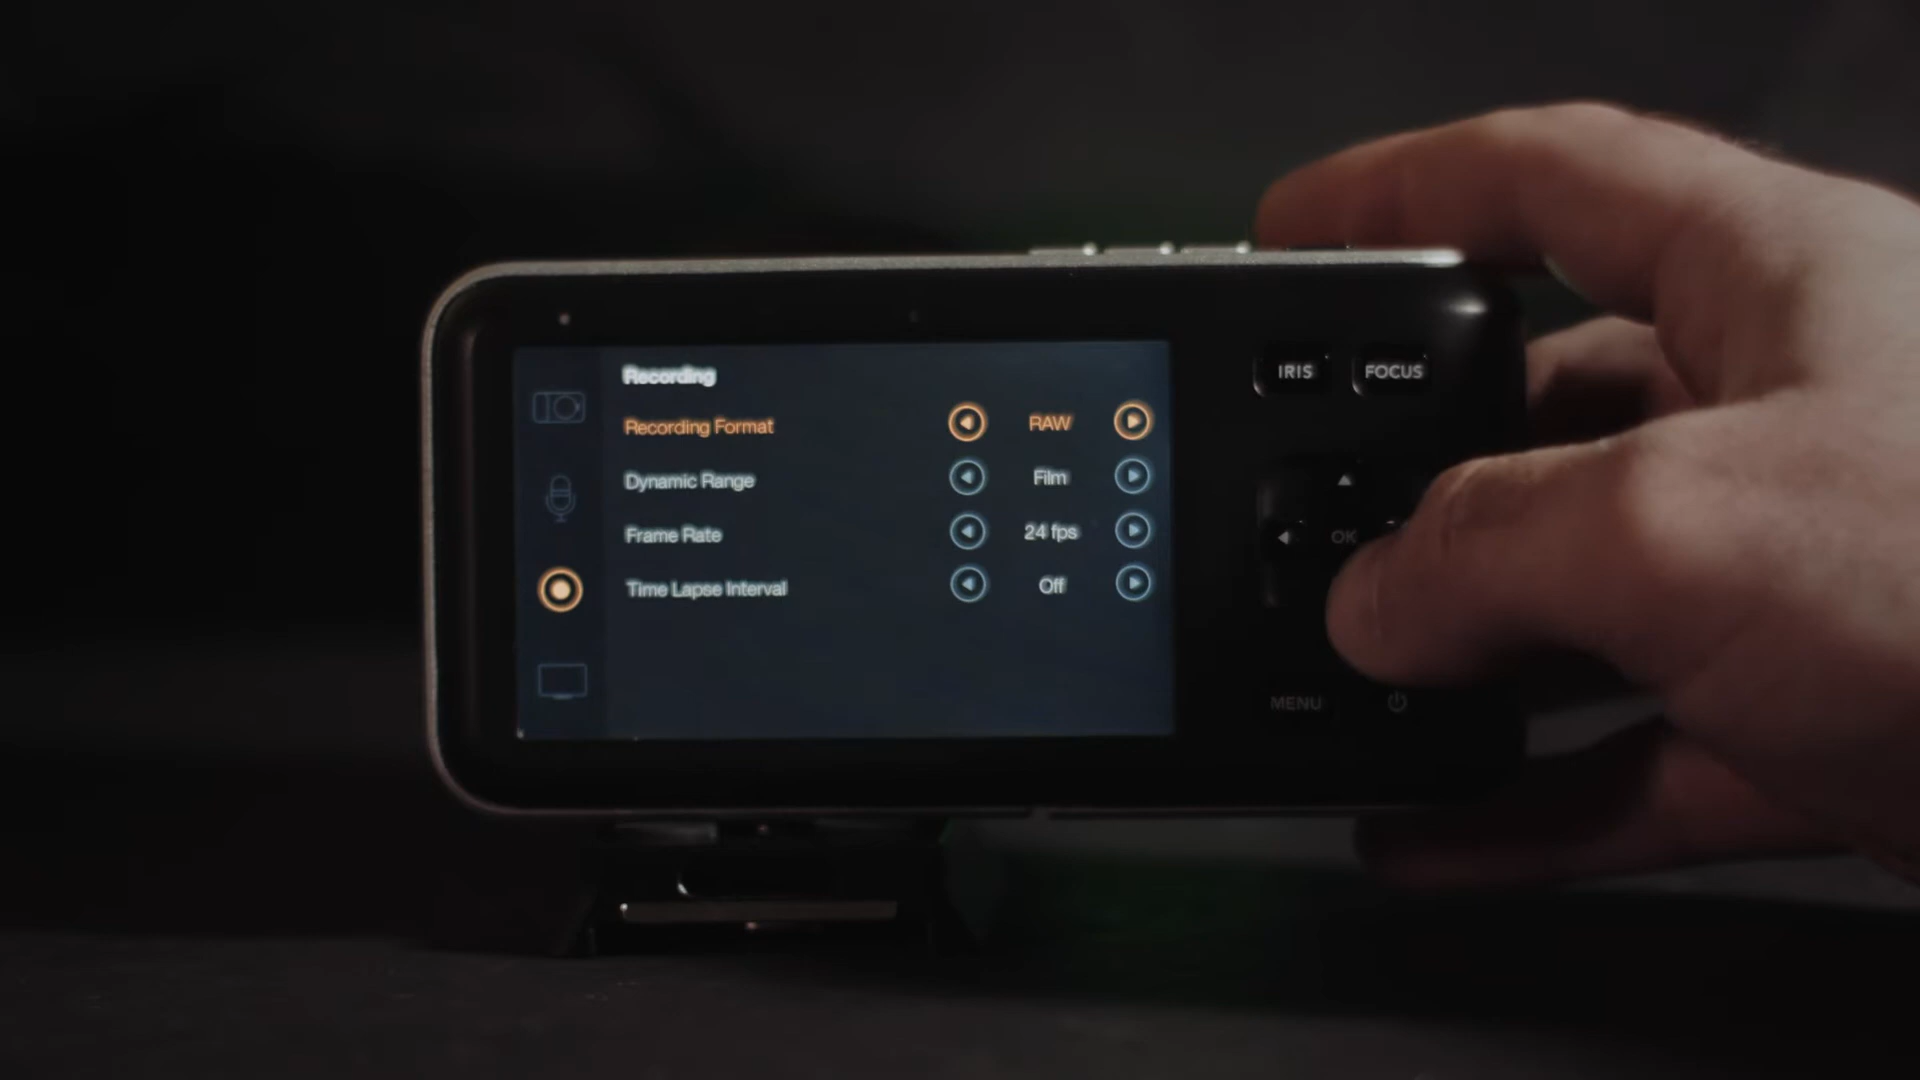 Recording
Recording Format RAW
Dynamic Range Film
Frame Rate 24 fps
Time Lapse Interval Off
IRIS FOCUS
OK
MENU